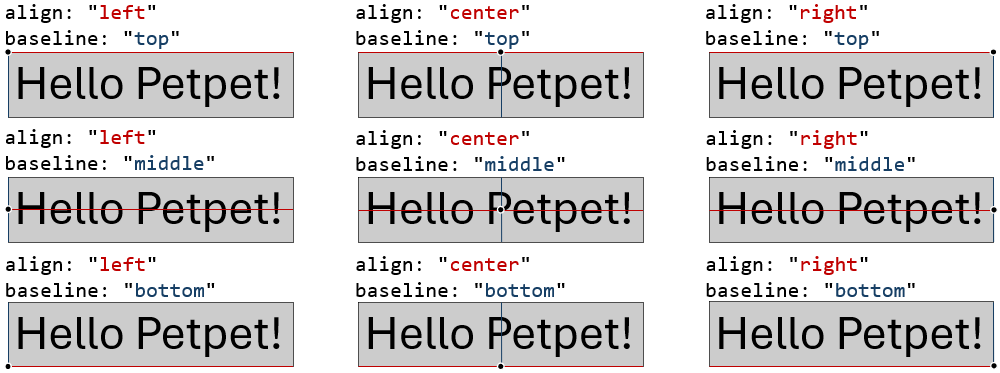 align: "left"
baseline: "top"
Hello Petpet!
align: "center"
baseline: "top"
Hello Petpet!
align: "right"
baseline: "top"
Hello Petpet!
align: "left"
baseline: "middle"
Hello Petpet!
align: "center"
baseline: "middle"
Hello Petpet!
align: "right"
baseline: "middle"
Hello Petpet!
align: "left"
baseline: "bottom"
Hello Petpet!
align: "center"
baseline: "bottom"
Hello Petpet!
align: "right"
baseline: "bottom"
Hello Petpet!